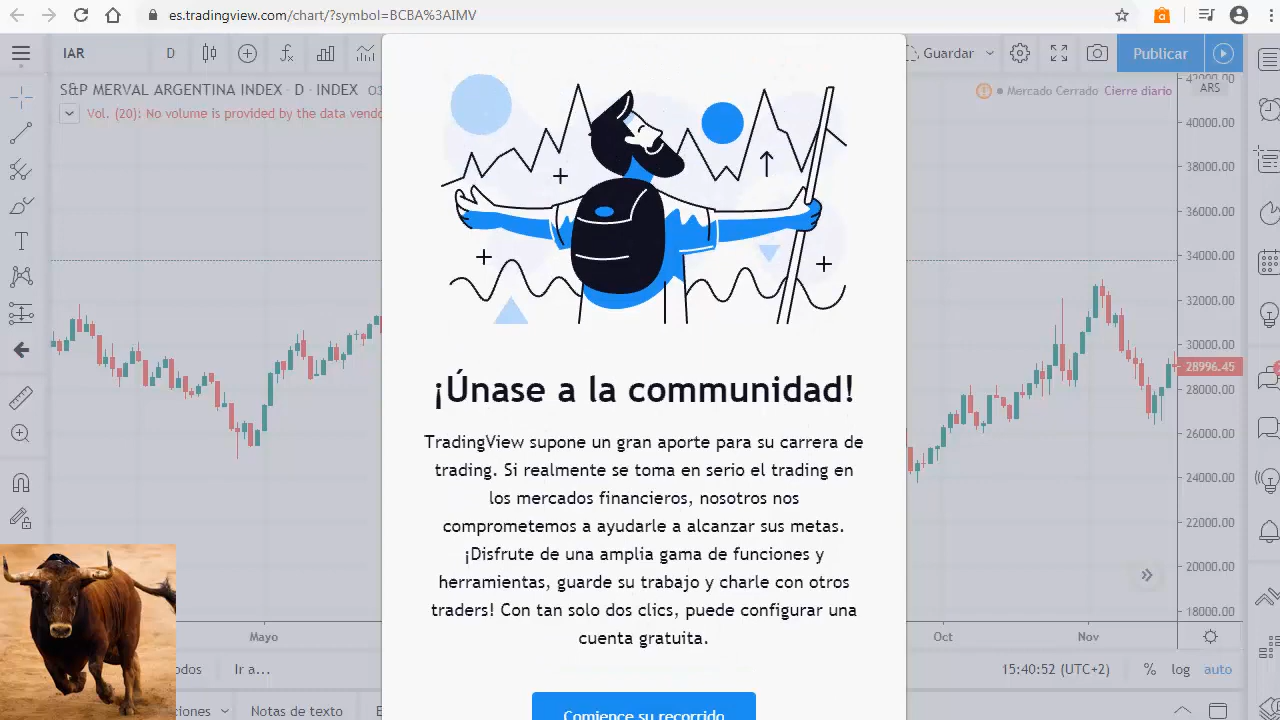 es.tradingview.com/chart/?symbol=BCBA%3AIMV
IAR
D
Guardar
Publicar
S&P MERVAL ARGENTINA INDEX · D · INDEX
Vol. (20): No volume is provided by the data vendo
Mercado Cerrado
Cierre diario
ARS
42000.00
40000.00
38000.00
36000.00
34000.00
32000.00
30000.00
28996.45
28000.00
26000.00
24000.00
22000.00
20000.00
18000.00
¡Únase a la communidad!
TradingView supone un gran aporte para su carrera de
trading. Si realmente se toma en serio el trading en
los mercados financieros, nosotros nos
comprometemos a ayudarle a alcanzar sus metas.
¡Disfrute de una amplia gama de funciones y
herramientas, guarde su trabajo y charle con otros
traders! Con tan solo dos clics, puede configurar una
cuenta gratuita.
Comience su recorrido
Mayo
Oct
Nov
Ir a...
15:40:52 (UTC+2)
%
log
auto
Notas de texto